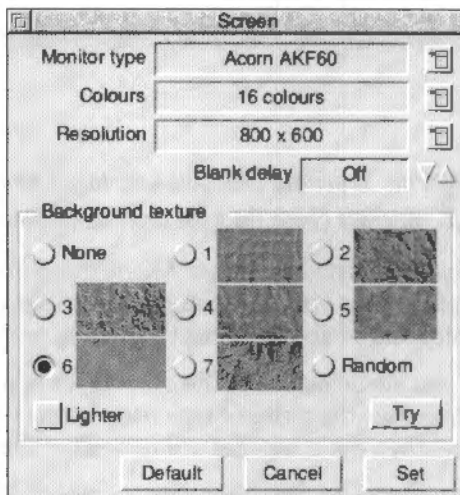 Screen
Monitor type Acorn AKF60
Colours 16 colours
Resolution 800 x 600
Blank delay Off
Background texture
None 1 2
3 4 5
6 7 Random
Lighter Try
Default Cancel Set